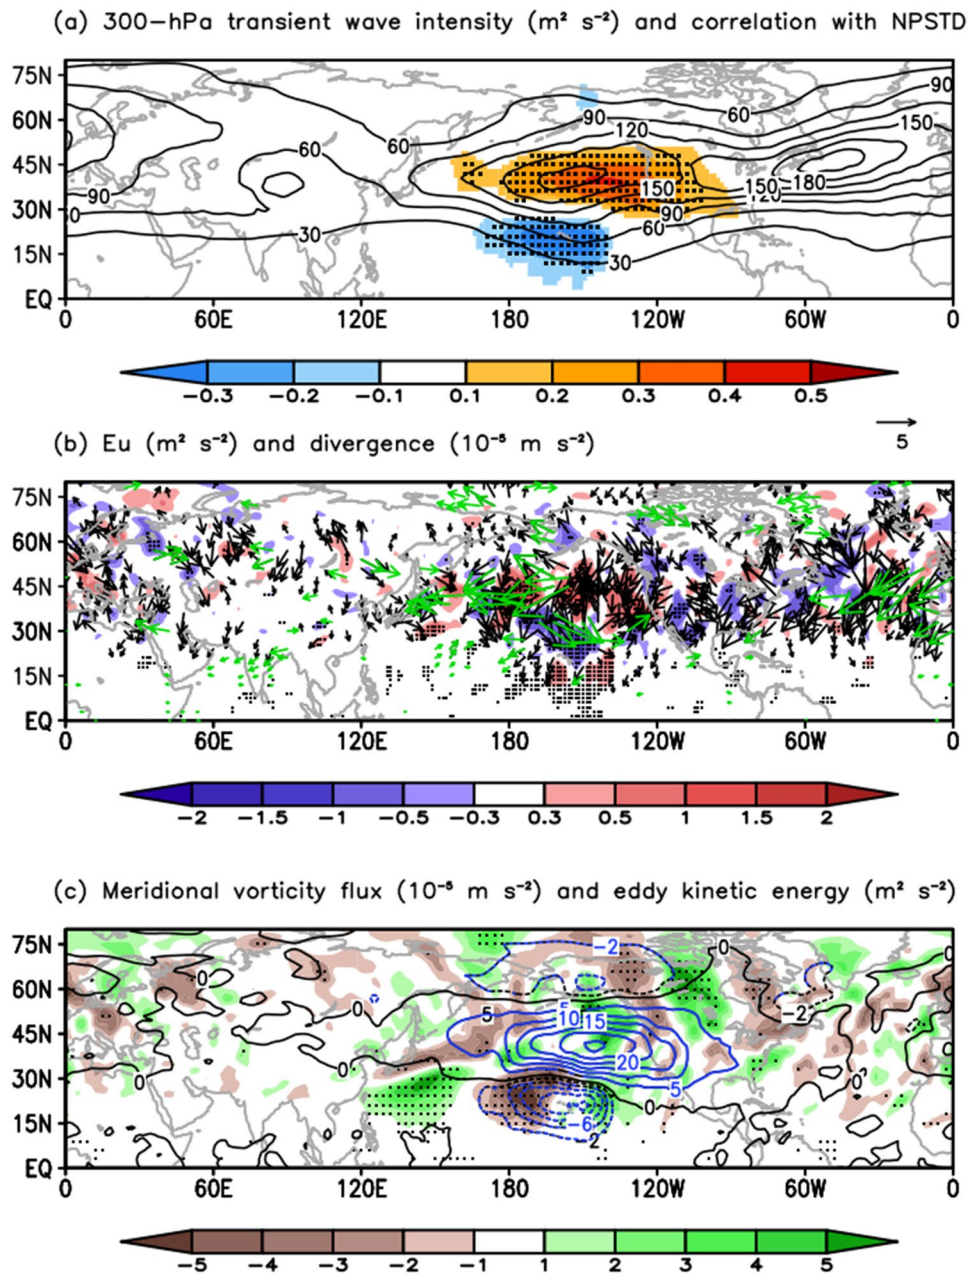 (a) 300−hPa transient wave intensity (m² s⁻²) and correlation with NPSTD
75N
60N
45N
30N
15N
EQ
90
60
120
90
60
60
150
90
150
120
180
150
90
60
30
30
0
0 60E 120E 180 120W 60W 0
−0.3 −0.2 −0.1 0.1 0.2 0.3 0.4 0.5
5
(b) Eu (m² s⁻²) and divergence (10⁻⁵ m s⁻²)
75N
60N
45N
30N
15N
EQ
0 60E 120E 180 120W 60W 0
−2 −1.5 −1 −0.5 −0.3 0.3 0.5 1 1.5 2
(c) Meridional vorticity flux (10⁻⁵ m s⁻²) and eddy kinetic energy (m² s⁻²)
75N
60N
45N
30N
15N
EQ
−2
0
0
0
0
−2
5
5
10
15
20
5
0
0
0
0
0
−6
2
0 60E 120E 180 120W 60W 0
−5 −4 −3 −2 −1 1 2 3 4 5